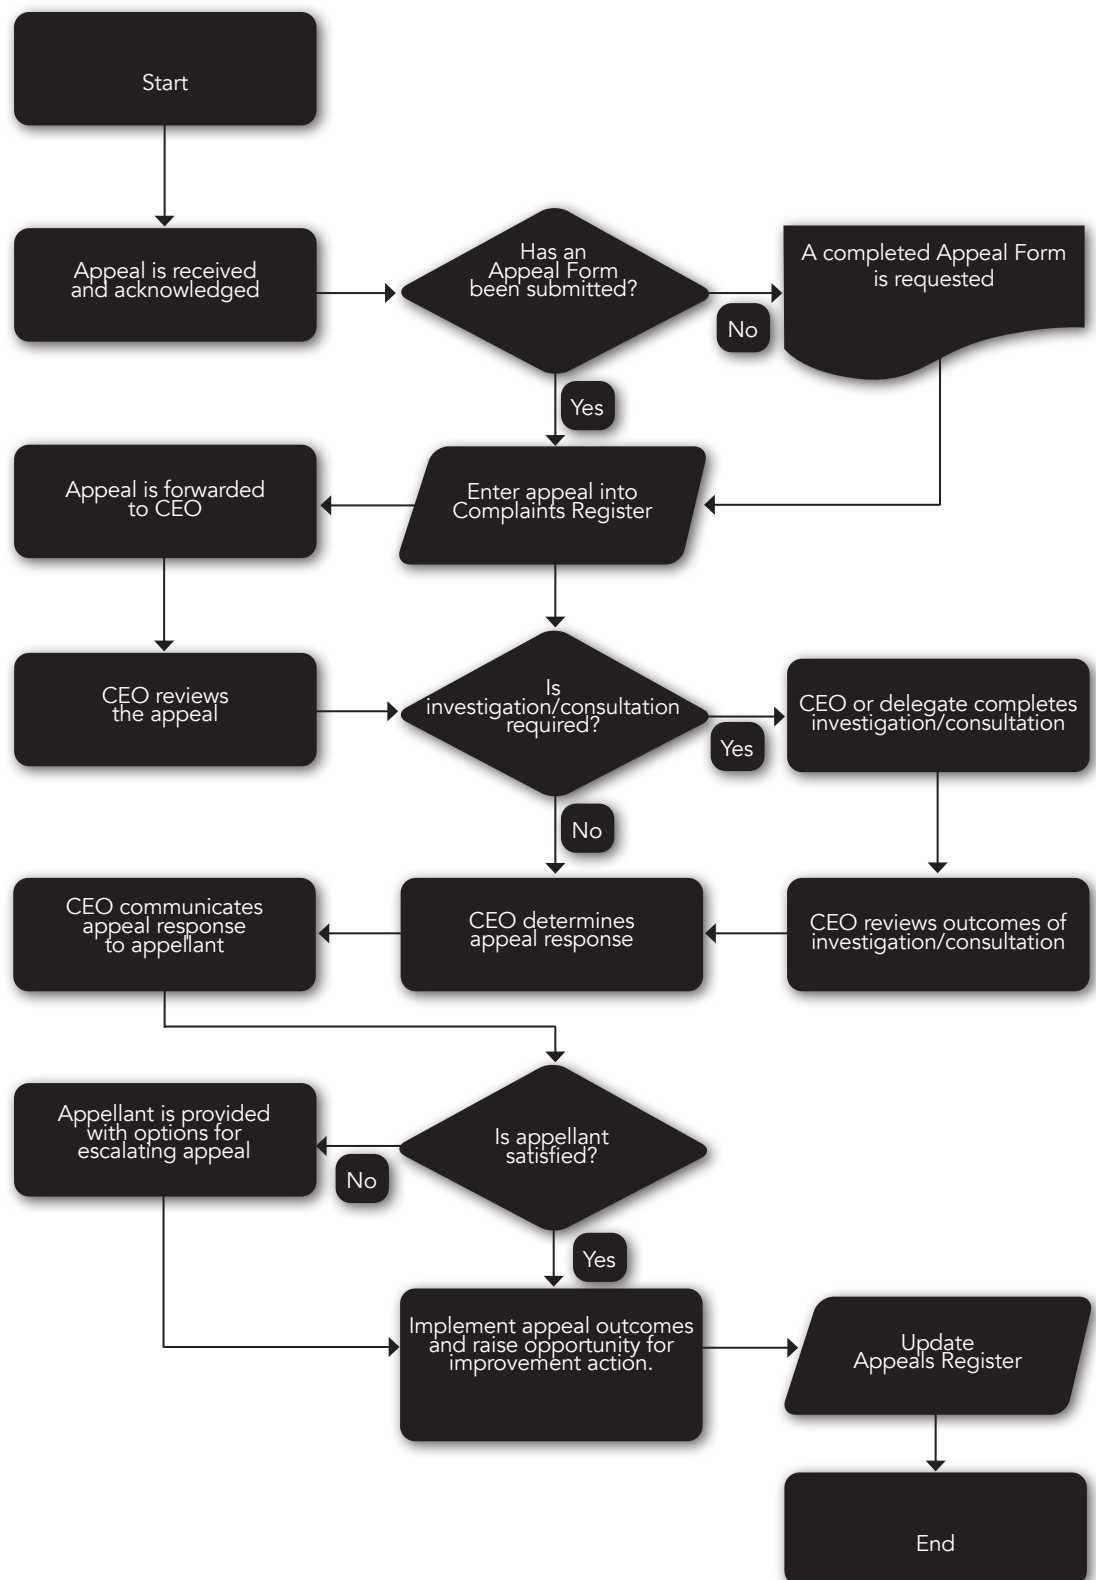 Start
Appeal is received
and acknowledged
Has an
Appeal Form
been submitted?
No
A completed Appeal Form
is requested
Yes
Appeal is forwarded
to CEO
Enter appeal into
Complaints Register
CEO reviews
the appeal
Is
investigation/consultation
required?
Yes
CEO or delegate completes
investigation/consultation
No
CEO communicates
appeal response
to appellant
CEO determines
appeal response
CEO reviews outcomes of
investigation/consultation
Appellant is provided
with options for
escalating appeal
No
Is appellant
satisfied?
Yes
Implement appeal outcomes
and raise opportunity for
improvement action.
Update
Appeals Register
End